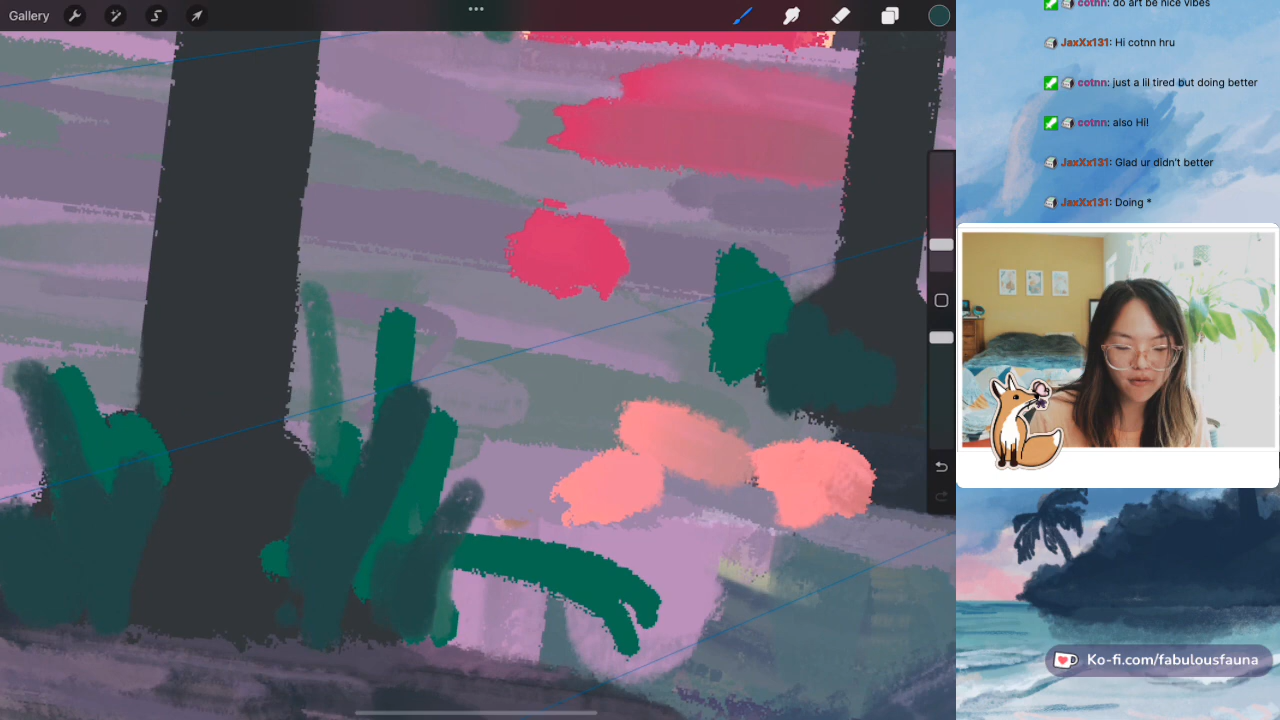 Gallery
cotnn: do art be nice vibes
JaxXx131: Hi cotnn hru
cotnn: just a lil tired but doing better
cotnn: also Hi!
JaxXx131: Glad ur didn't better
JaxXx131: Doing *
Ko-fi.com/fabulousfauna